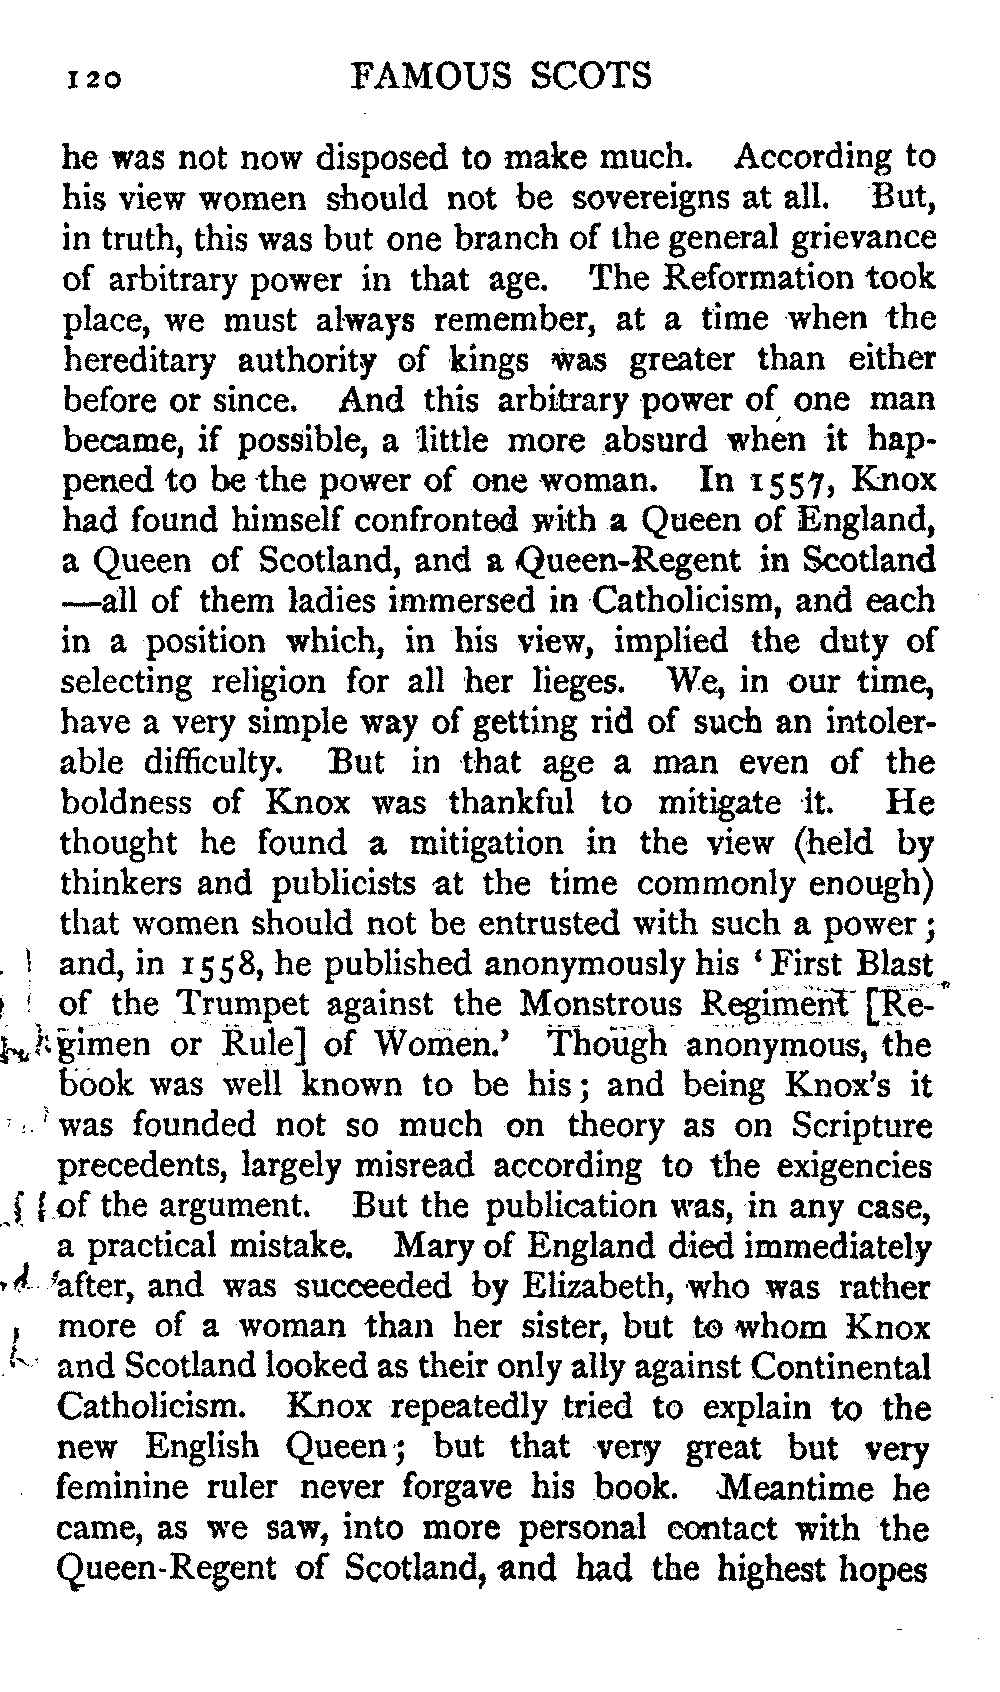 120 FAMOUS SCOTS
he was not now disposed to make much. According to
his view women should not be sovereigns at all. But,
in truth, this was but one branch of the general grievance
of arbitrary power in that age. The Reformation took
place, we must always remember, at a time when the
hereditary authority of kings was greater than either
before or since. And this arbitrary power of one man
became, if possible, a little more absurd when it hap-
pened to be the power of one woman. In 1557, Knox
had found himself confronted with a Queen of England,
a Queen of Scotland, and a Queen-Regent in Scotland
—all of them ladies immersed in Catholicism, and each
in a position which, in his view, implied the duty of
selecting religion for all her lieges. We, in our time,
have a very simple way of getting rid of such an intoler-
able difficulty. But in that age a man even of the
boldness of Knox was thankful to mitigate it. He
thought he found a mitigation in the view (held by
thinkers and publicists at the time commonly enough)
that women should not be entrusted with such a power;
and, in 1558, he published anonymously his ‘First Blast
of the Trumpet against the Monstrous Regiment [Re-
gimen or Rule] of Women.’ Though anonymous, the
book was well known to be his; and being Knox's it
was founded not so much on theory as on Scripture
precedents, largely misread according to the exigencies
of the argument. But the publication was, in any case,
a practical mistake. Mary of England died immediately
after, and was succeeded by Elizabeth, who was rather
more of a woman than her sister, but to whom Knox
and Scotland looked as their only ally against Continental
Catholicism. Knox repeatedly tried to explain to the
new English Queen; but that very great but very
feminine ruler never forgave his book. Meantime he
came, as we saw, into more personal contact with the
Queen-Regent of Scotland, and had the highest hopes